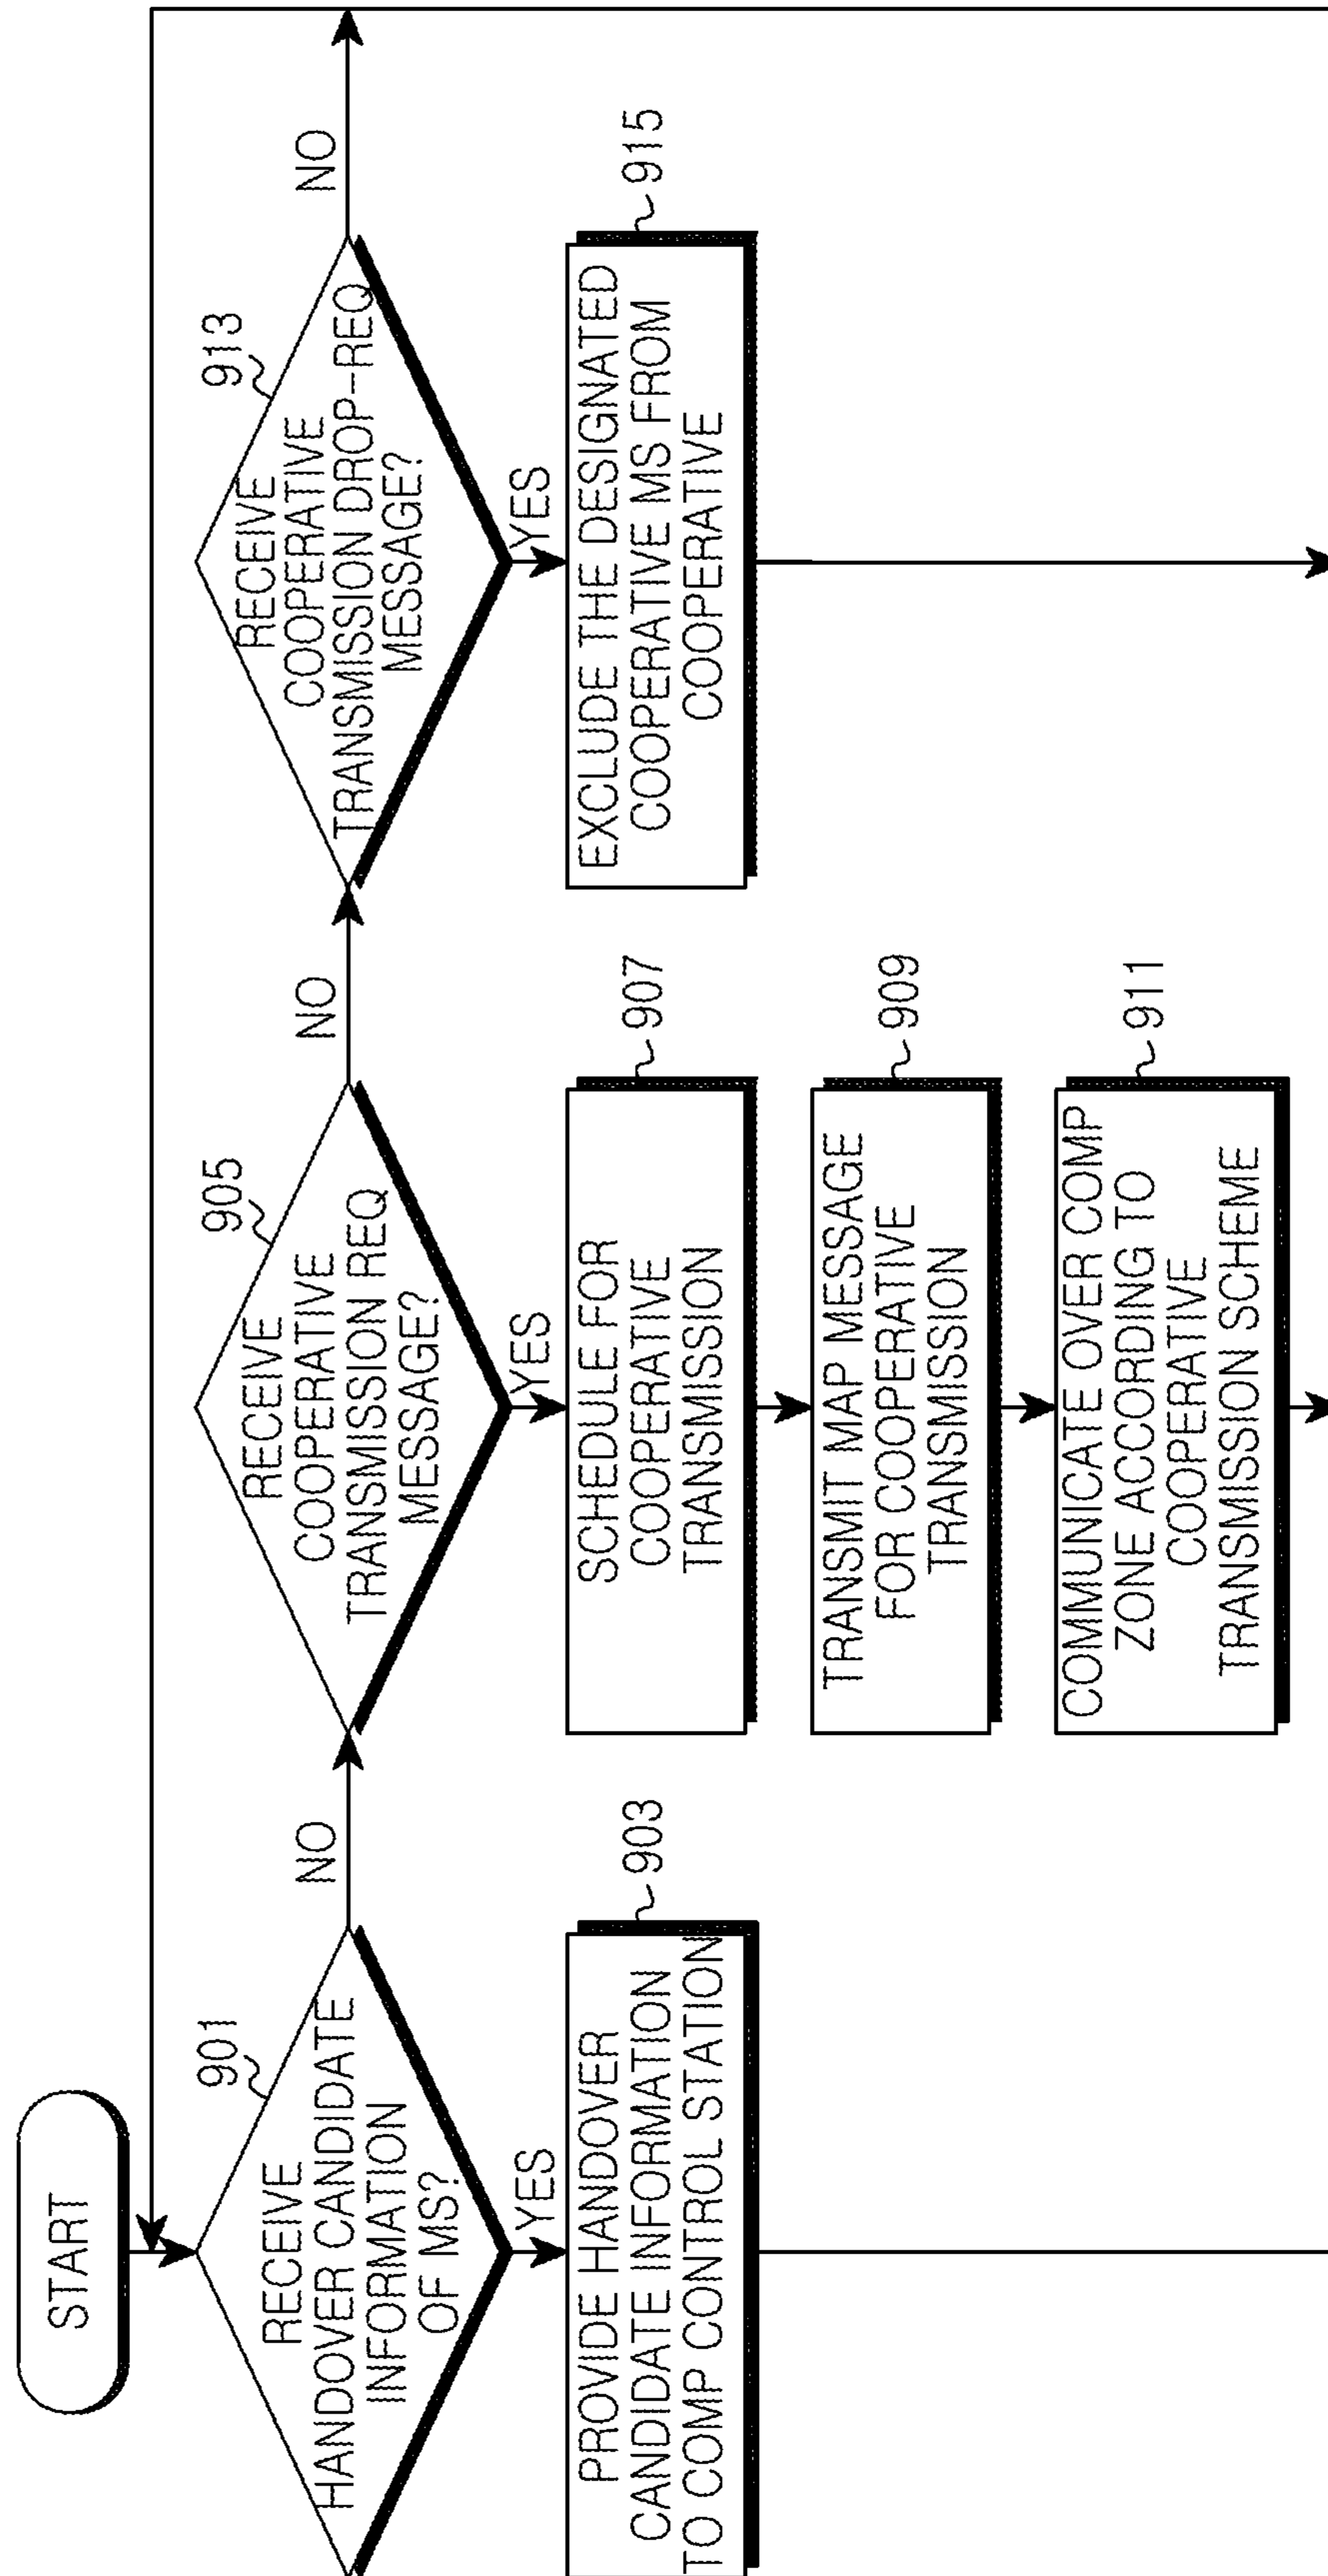 START
901
RECEIVE
HANDOVER CANDIDATE
INFORMATION
OF MS?
NO
YES
PROVIDE HANDOVER
CANDIDATE INFORMATION
TO COMP CONTROL STATION
903
905
RECEIVE
COOPERATIVE
TRANSMISSION REQ
MESSAGE?
NO
YES
SCHEDULE FOR
COOPERATIVE
TRANSMISSION
907
TRANSMIT MAP MESSAGE
FOR COOPERATIVE
TRANSMISSION
909
COMMUNICATE OVER COMP
ZONE ACCORDING TO
COOPERATIVE
TRANSMISSION SCHEME
911
913
RECEIVE
COOPERATIVE
TRANSMISSION DROP-REQ
MESSAGE?
NO
YES
EXCLUDE THE DESIGNATED
COOPERATIVE MS FROM
COOPERATIVE
915